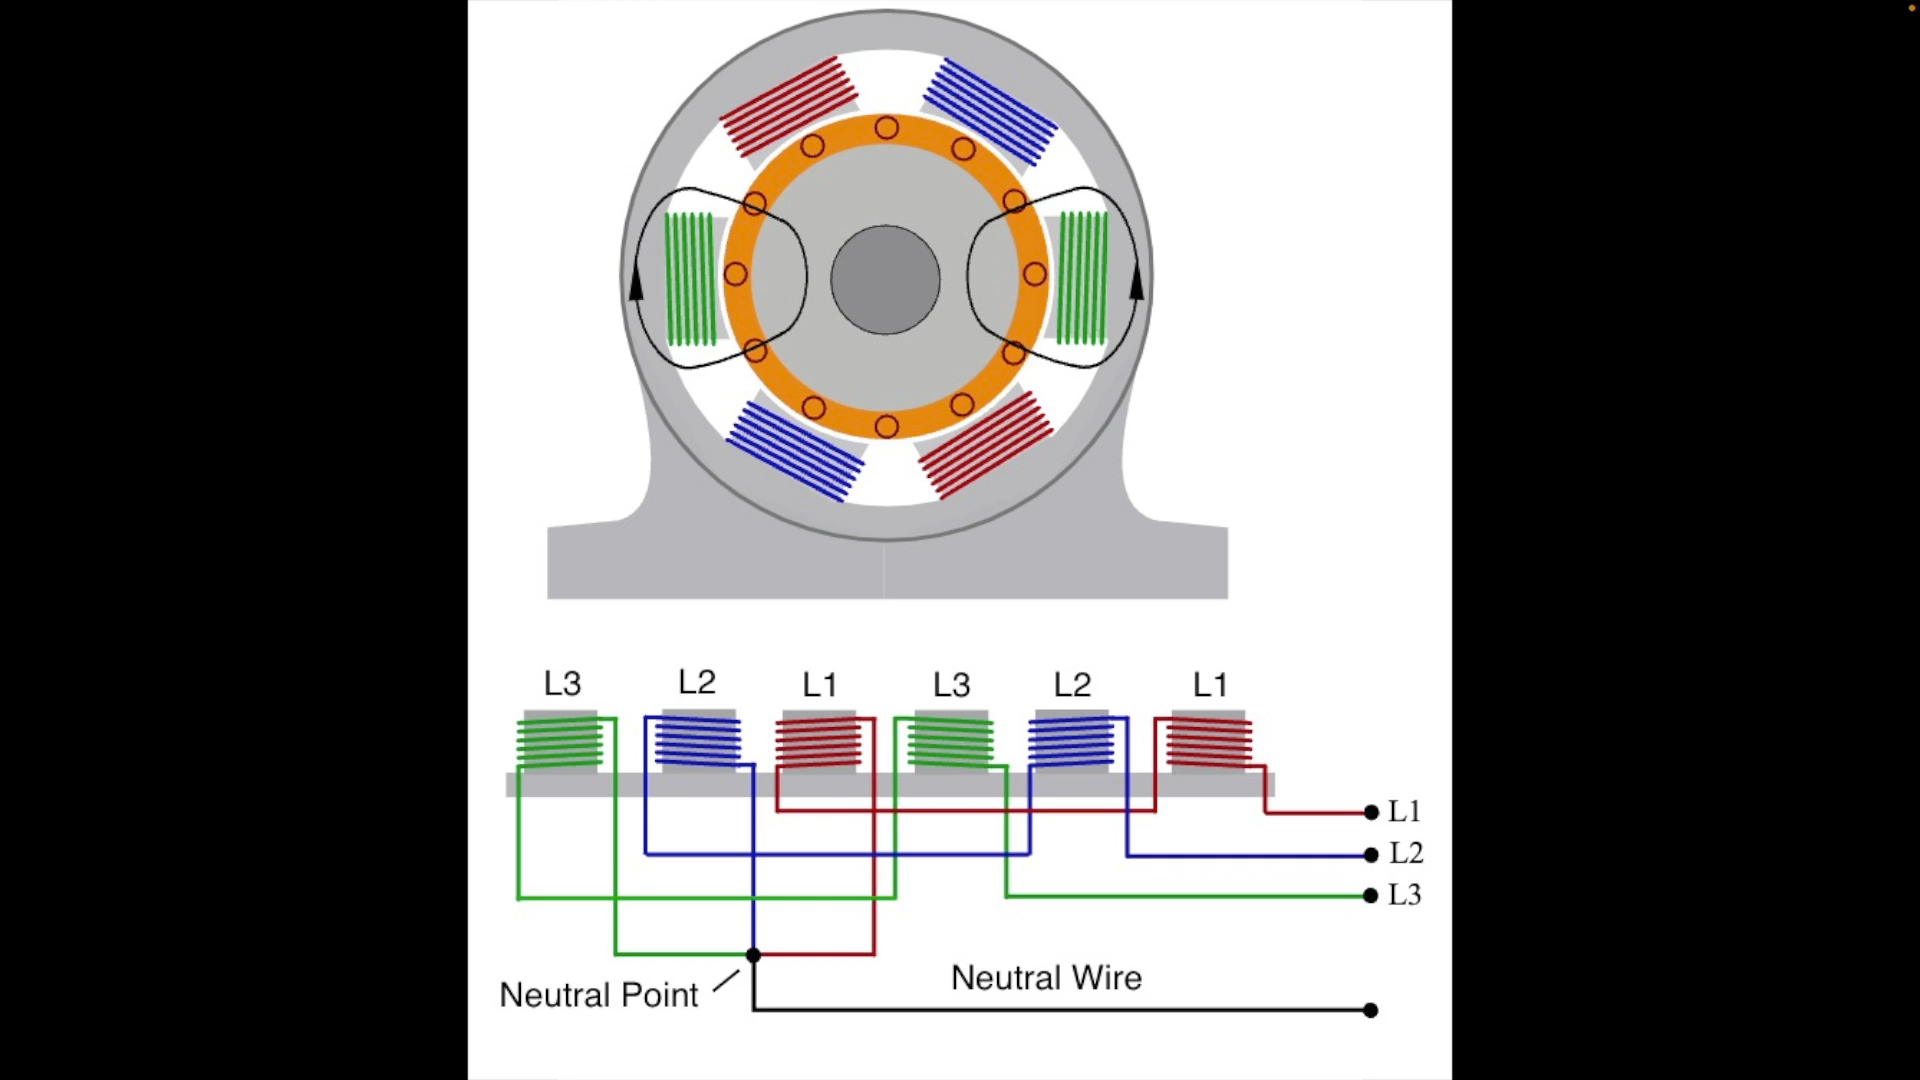 L3 L2 L1 L3 L2 L1
L1
L2
L3
Neutral Wire
Neutral Point